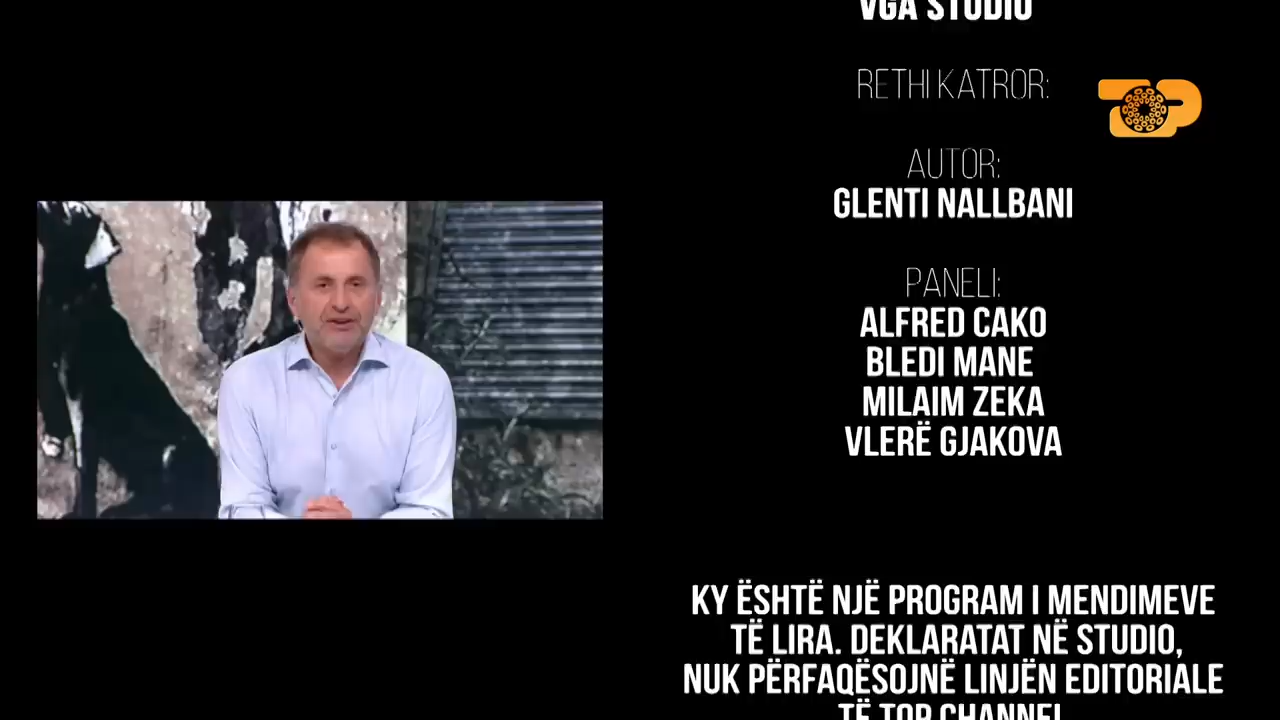 VGA STUDIO
RETHI KATROR:
AUTOR:
GLENTI NALLBANI
PANELI:
ALFRED CAKO
BLEDI MANE
MILAIM ZEKA
VLERË GJAKOVA
KY ËSHTË NJË PROGRAM I MENDIMEVE
TË LIRA. DEKLARATAT NË STUDIO,
NUK PËRFAQËSOJNË LINJËN EDITORIALE
TË TOP CHANNEL